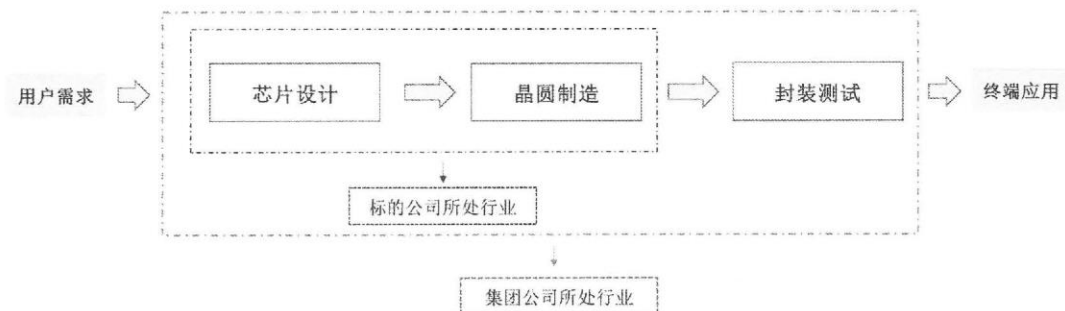 用户需求
芯片设计
晶圆制造
封装测试
终端应用
标的公司所处行业
集团公司所处行业